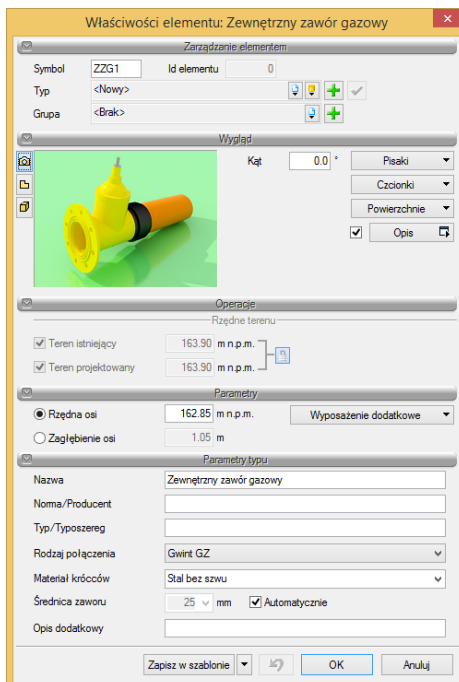 Właściwości elementu: Zewnętrzny zawór gazowy
Zarządzanie elementem
Symbol ZZG1 Id elementu 0
Typ <Nowy>
Grupa <Brak>
Wygląd
Kąt 0.0 ° Pisaki
Czcionki
Powierzchnie
Opis
Operacje
Rzędne terenu
Teren istniejący 163.90 m n.p.m.
Teren projektowany 163.90 m n.p.m.
Parametry
Rzędna osi 162.85 m n.p.m. Wyposażenie dodatkowe
Zagłębienie osi 1.05 m
Parametry typu
Nazwa Zewnętrzny zawór gazowy
Norma/Producent
Typ/Typoszereg
Rodzaj połączenia Gwint GZ
Materiał króćców Stal bez szwu
Średnica zaworu 25 mm Automatycznie
Opis dodatkowy
Zapisz w szablonie OK Anuluj